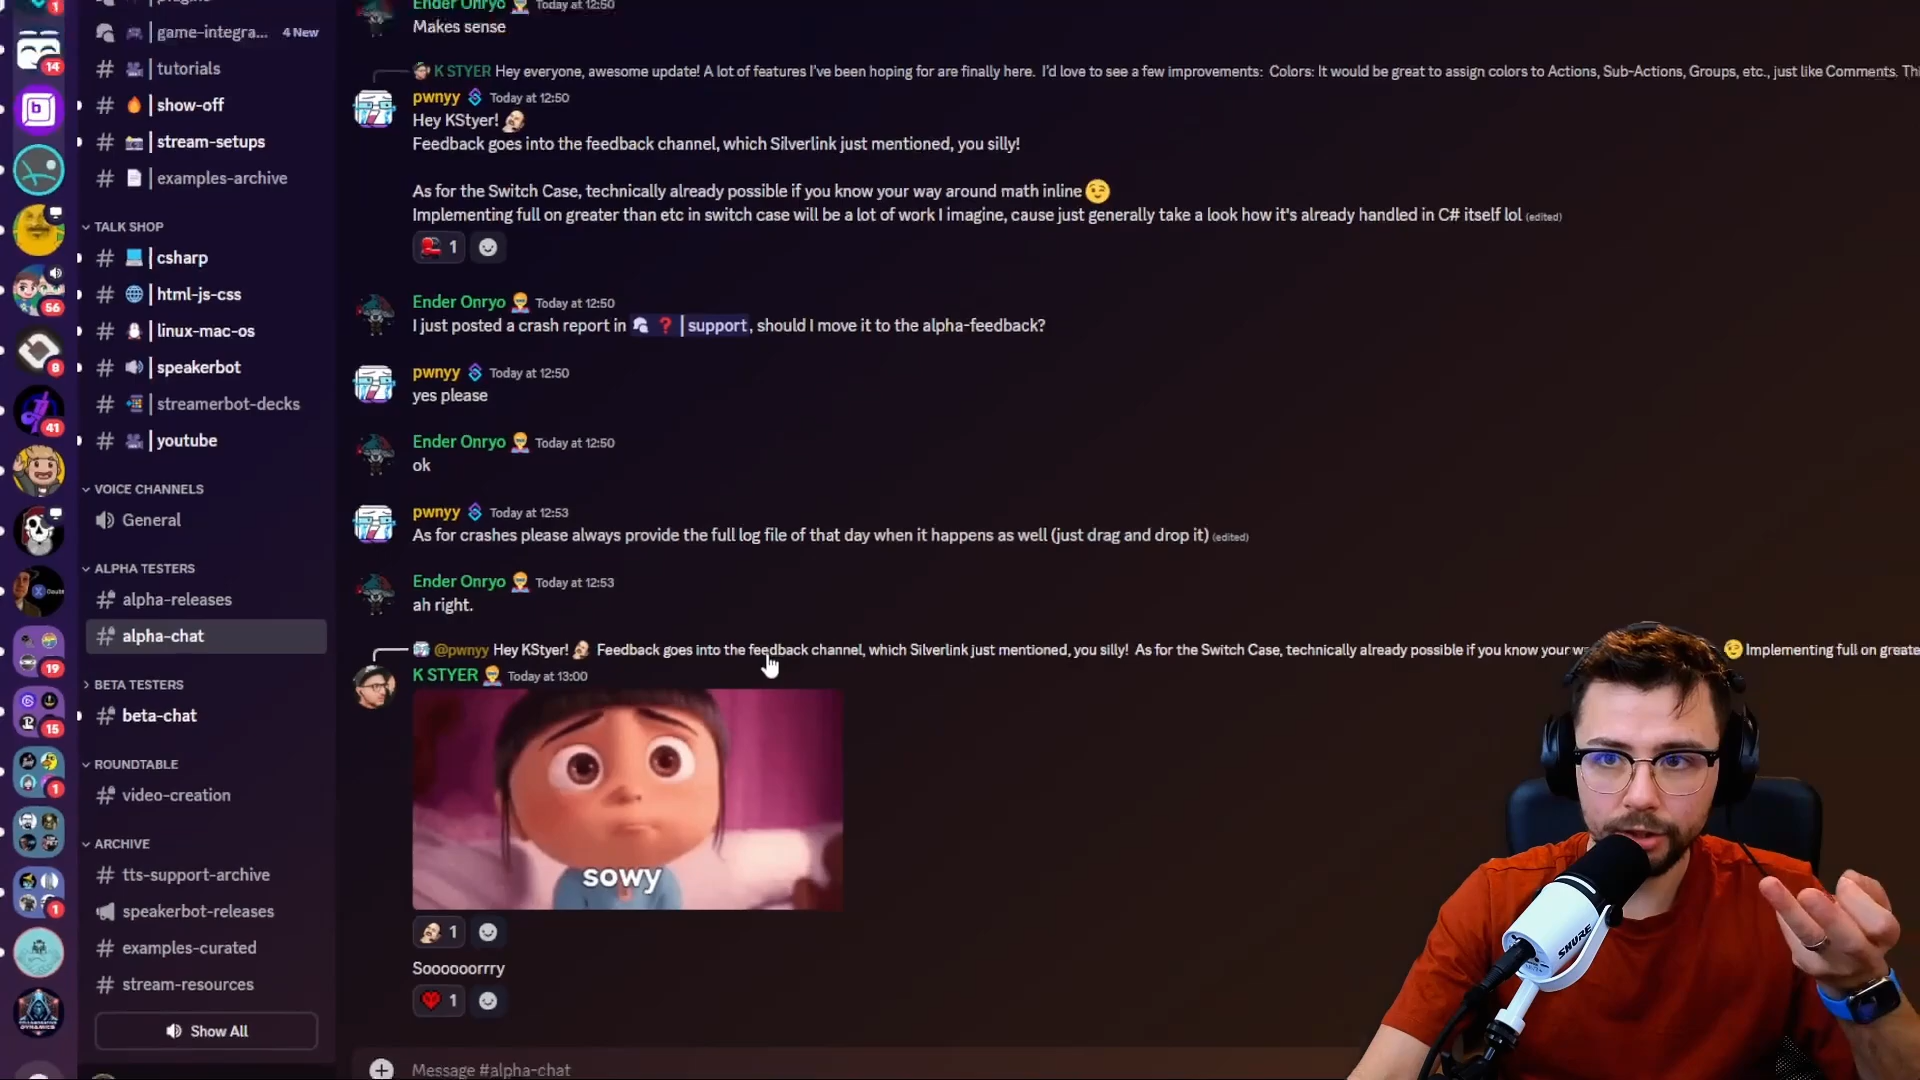 1
14
56
8
41
19
15
1
1
game-integra... 4 New
# | tutorials
# | show-off
# | stream-setups
# | examples-archive
TALK SHOP
# | csharp
# | html-js-css
# | linux-mac-os
# | speakerbot
# | streamerbot-decks
# | youtube
VOICE CHANNELS
General
ALPHA TESTERS
alpha-releases
alpha-chat
BETA TESTERS
beta-chat
ROUNDTABLE
video-creation
ARCHIVE
# tts-support-archive
speakerbot-releases
# examples-curated
# stream-resources
Show All
Ender Onryo Today at 12:50
Makes sense
K STYER Hey everyone, awesome update! A lot of features I've been hoping for are finally here. I'd love to see a few improvements: Colors: It would be great to assign colors to Actions, Sub-Actions, Groups, etc., just like Comments. Thi
pwnyy Today at 12:50
Hey KStyer!
Feedback goes into the feedback channel, which Silverlink just mentioned, you silly!
As for the Switch Case, technically already possible if you know your way around math inline 😉
Implementing full on greater than etc in switch case will be a lot of work I imagine, cause just generally take a look how it's already handled in C# itself lol (edited)
1
Ender Onryo Today at 12:50
I just posted a crash report in ❓ | support, should I move it to the alpha-feedback?
pwnyy Today at 12:50
yes please
Ender Onryo Today at 12:50
ok
pwnyy Today at 12:53
As for crashes please always provide the full log file of that day when it happens as well (just drag and drop it) (edited)
Ender Onryo Today at 12:53
ah right.
@pwnyy Hey KStyer! Feedback goes into the feedback channel, which Silverlink just mentioned, you silly! As for the Switch Case, technically already possible if you know your 😉 Implementing full on greate
K STYER Today at 13:00
sowy
1
Soooooorrry
1
Message #alpha-chat
SHURE